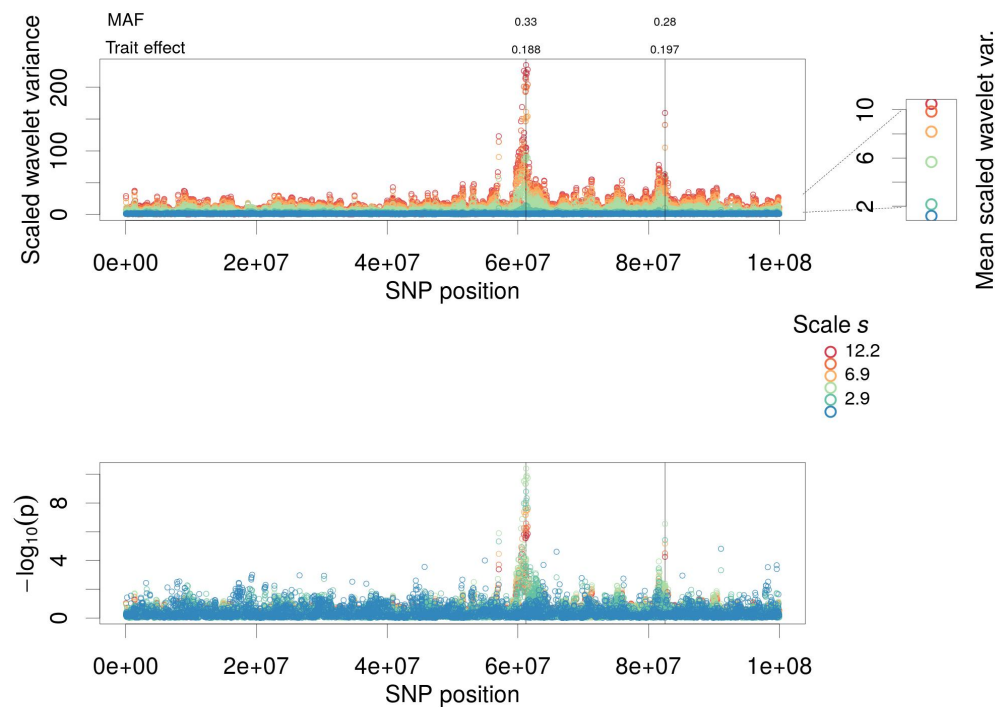 MAF 0.33 0.28
Trait effect 0.188 0.197
Scaled wavelet variance
200
100
0
0e+00 2e+07 4e+07 6e+07 8e+07 1e+08
SNP position
10
6
2
Mean scaled wavelet var.
Scale s
12.2
6.9
2.9
−log₁₀(p)
8
4
0
0e+00 2e+07 4e+07 6e+07 8e+07 1e+08
SNP position